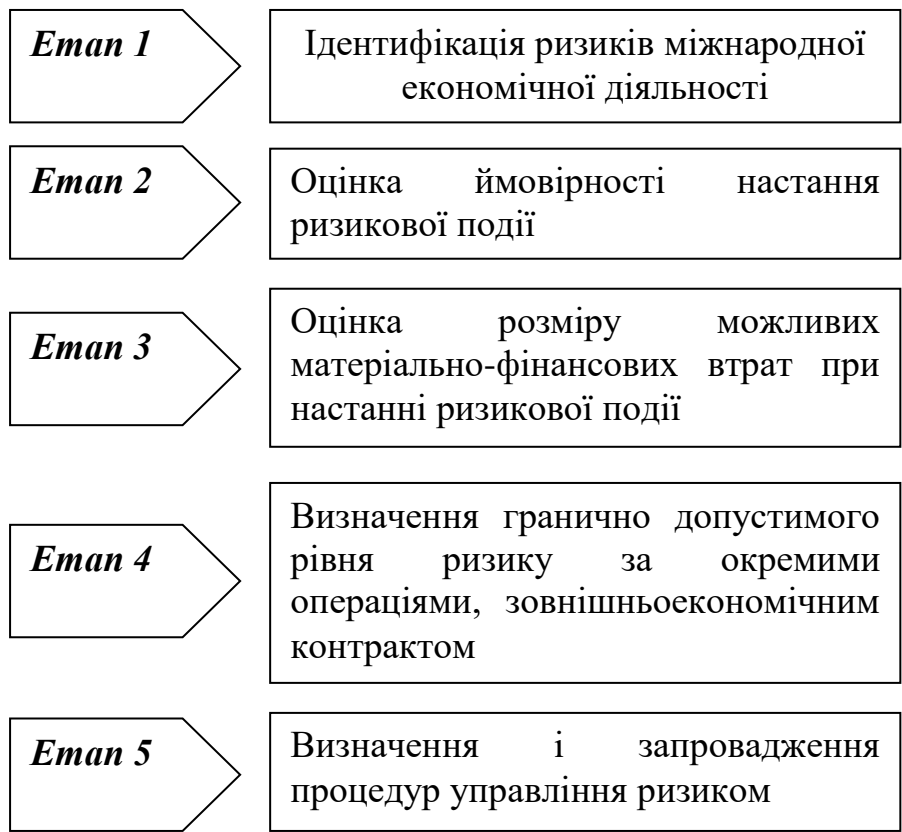 Етап 1
Ідентифікація ризиків міжнародної
економічної діяльності
Етап 2
Оцінка ймовірності настання
ризикової події
Етап 3
Оцінка розміру можливих
матеріально-фінансових втрат при
настанні ризикової події
Етап 4
Визначення гранично допустимого
рівня ризику за окремими
операціями, зовнішньоекономічним
контрактом
Етап 5
Визначення і запровадження
процедур управління ризиком